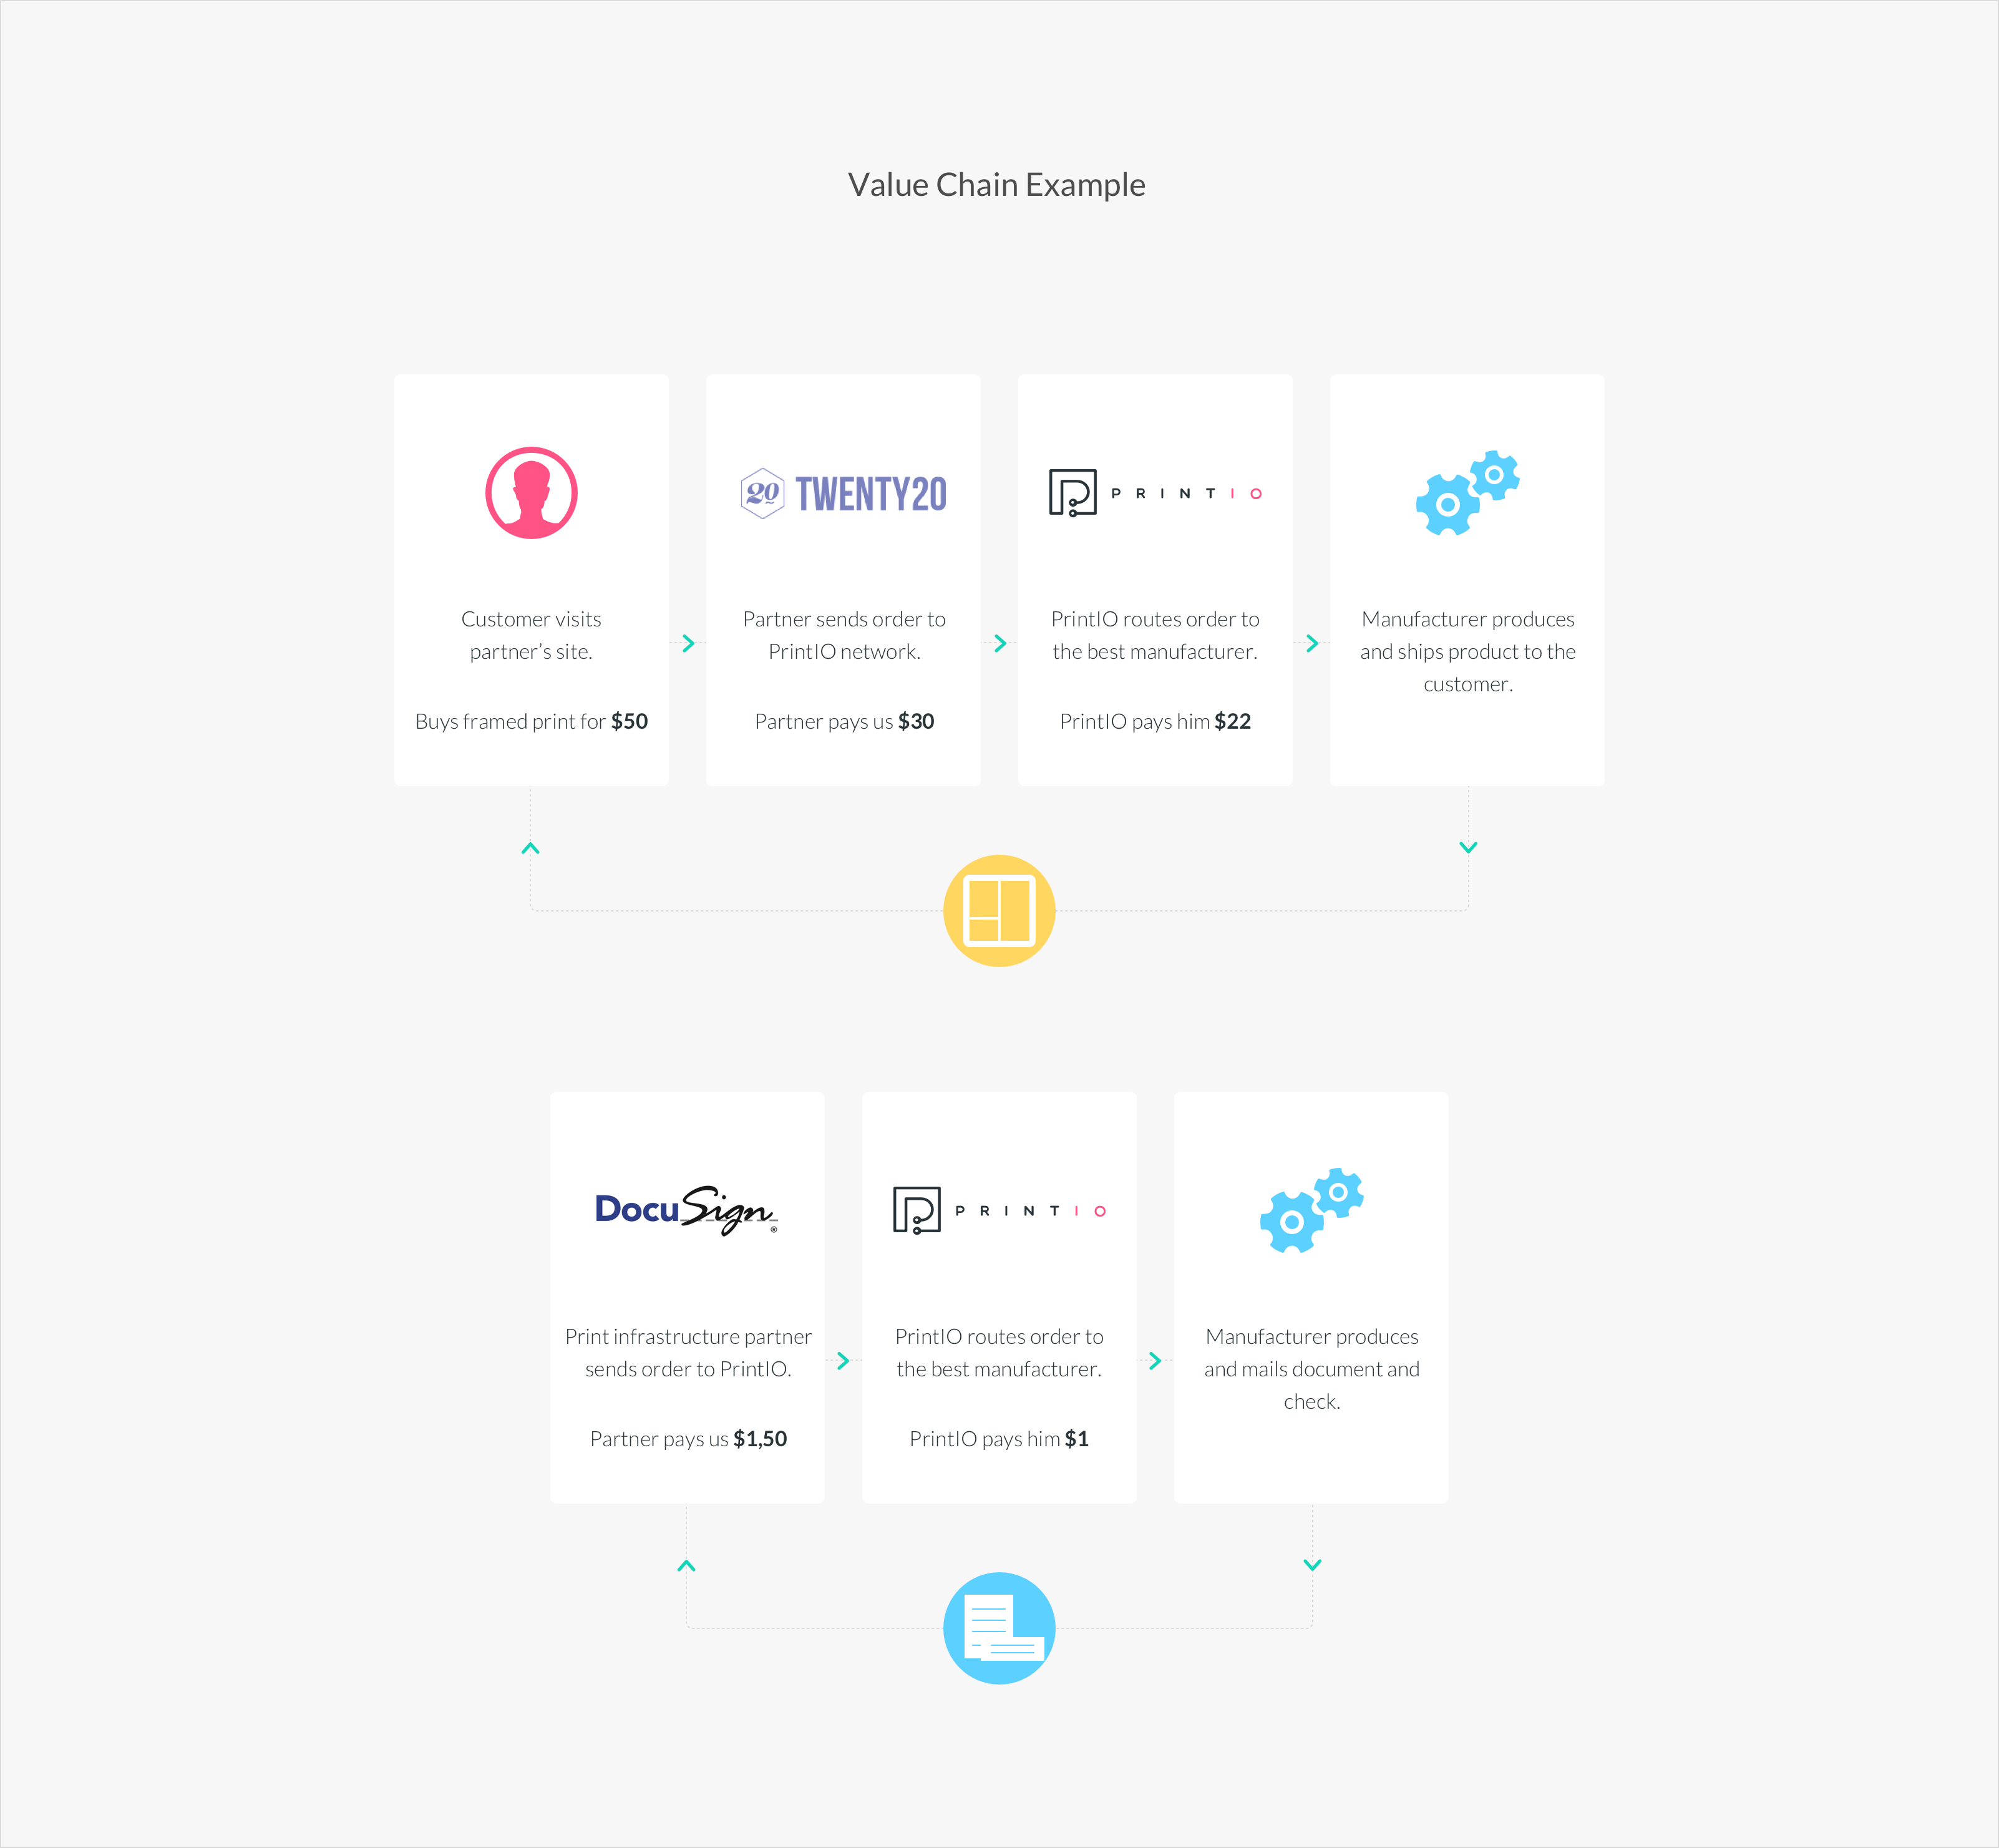 Value Chain Example
20 TWENTY20
PRINTIO
Customer visits
partner’s site.
Buys framed print for $50
Partner sends order to
PrintIO network.
Partner pays us $30
PrintIO routes order to
the best manufacturer.
PrintIO pays him $22
Manufacturer produces
and ships product to the
customer.
DocuSign®
PRINTIO
Print infrastructure partner
sends order to PrintIO.
Partner pays us $1,50
PrintIO routes order to
the best manufacturer.
PrintIO pays him $1
Manufacturer produces
and mails document and
check.